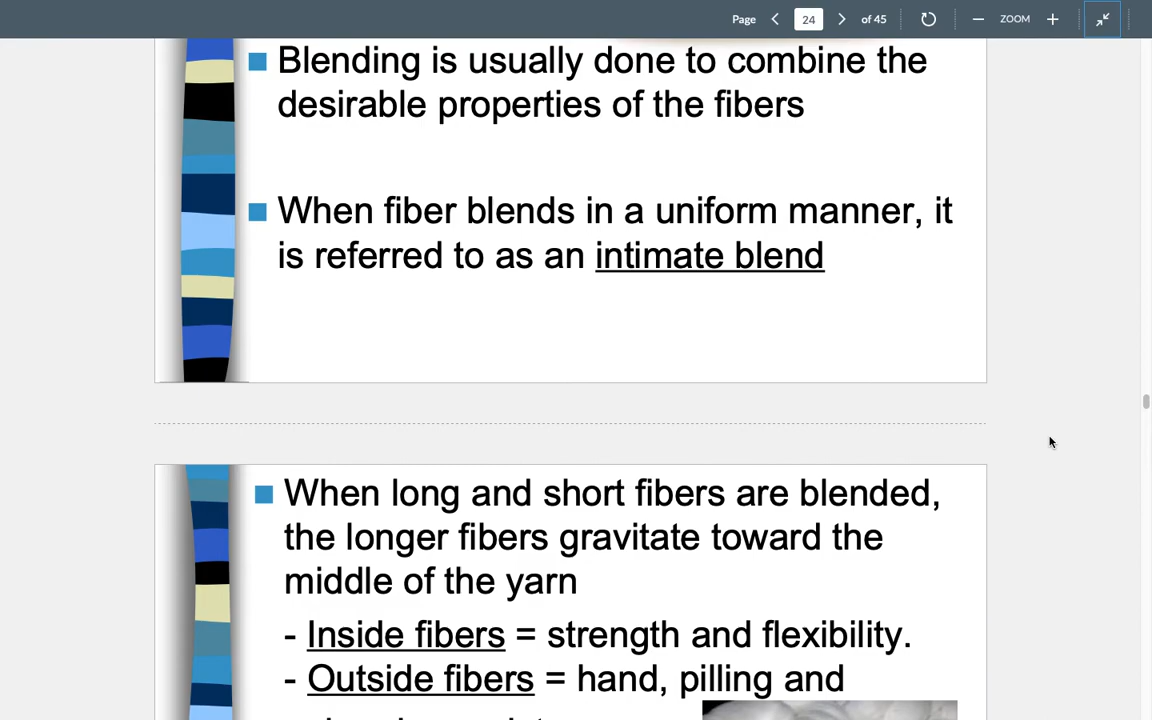 Page 24 of 45 ZOOM
Blending is usually done to combine the
desirable properties of the fibers
When fiber blends in a uniform manner, it
is referred to as an intimate blend
When long and short fibers are blended,
the longer fibers gravitate toward the
middle of the yarn
- Inside fibers = strength and flexibility.
- Outside fibers = hand, pilling and